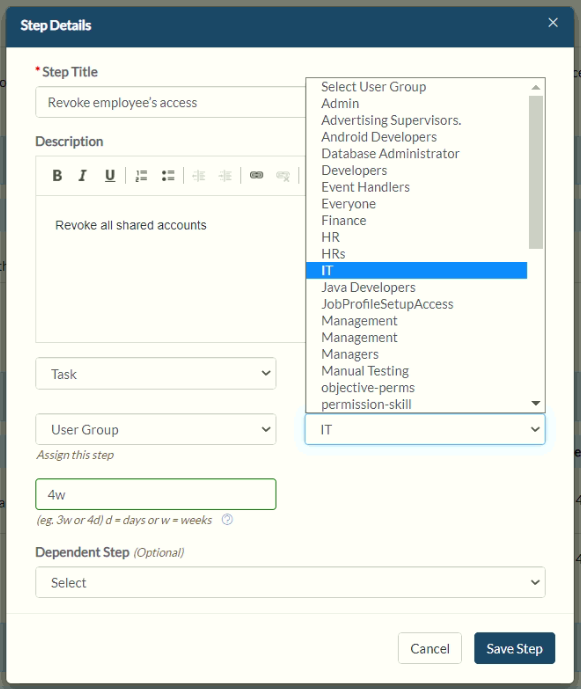 Step Details
* Step Title
Revoke employee's access
Description
B I U
Revoke all shared accounts
Task
User Group
Assign this step
Select User Group
Admin
Advertising Supervisors.
Android Developers
Database Administrator
Developers
Event Handlers
Everyone
Finance
HR
HRs
IT
Java Developers
JobProfileSetupAccess
Management
Management
Managers
Manual Testing
objective-perms
permission-skill
IT
4w
(eg. 3w or 4d) d = days or w = weeks
Dependent Step (Optional)
Select
Cancel
Save Step